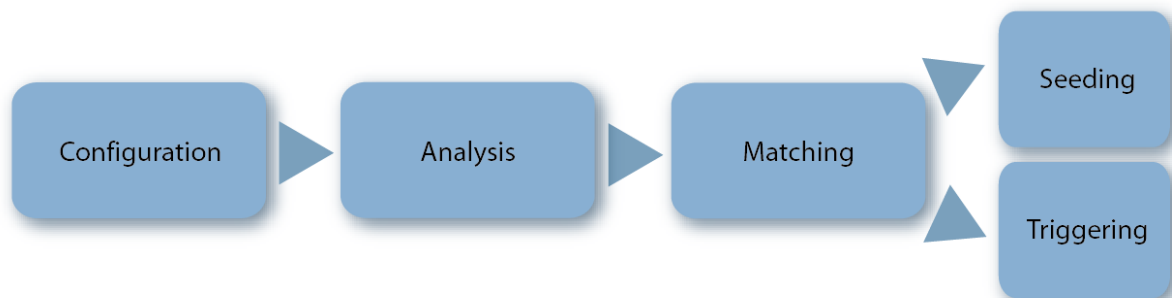 Configuration
Analysis
Matching
Seeding
Triggering